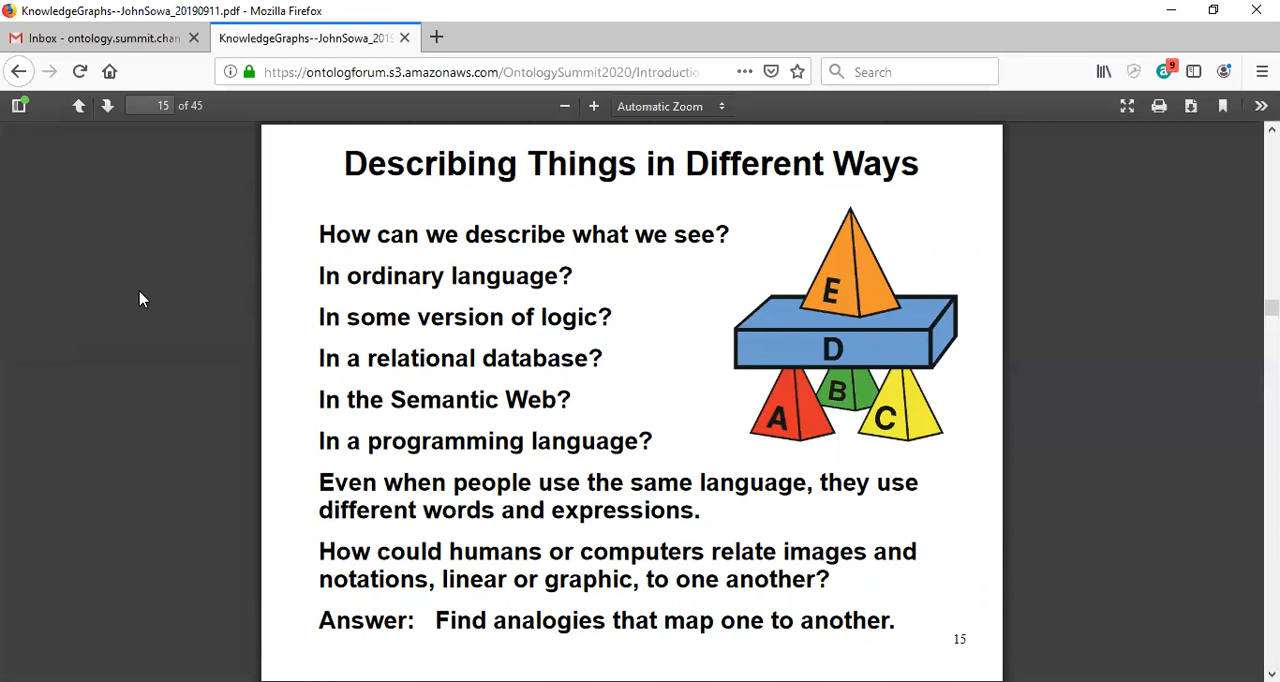 KnowledgeGraphs--JohnSowa_20190911.pdf - Mozilla Firefox
Inbox - ontology.summit.chan
KnowledgeGraphs--JohnSowa_201
https://ontologforum.s3.amazonaws.com/OntologySummit2020/Introductio
Search
9
15 of 45
Automatic Zoom
Describing Things in Different Ways
How can we describe what we see?
In ordinary language?
In some version of logic?
In a relational database?
In the Semantic Web?
In a programming language?
E
D
B
A
C
Even when people use the same language, they use
different words and expressions.
How could humans or computers relate images and
notations, linear or graphic, to one another?
Answer: Find analogies that map one to another.
15